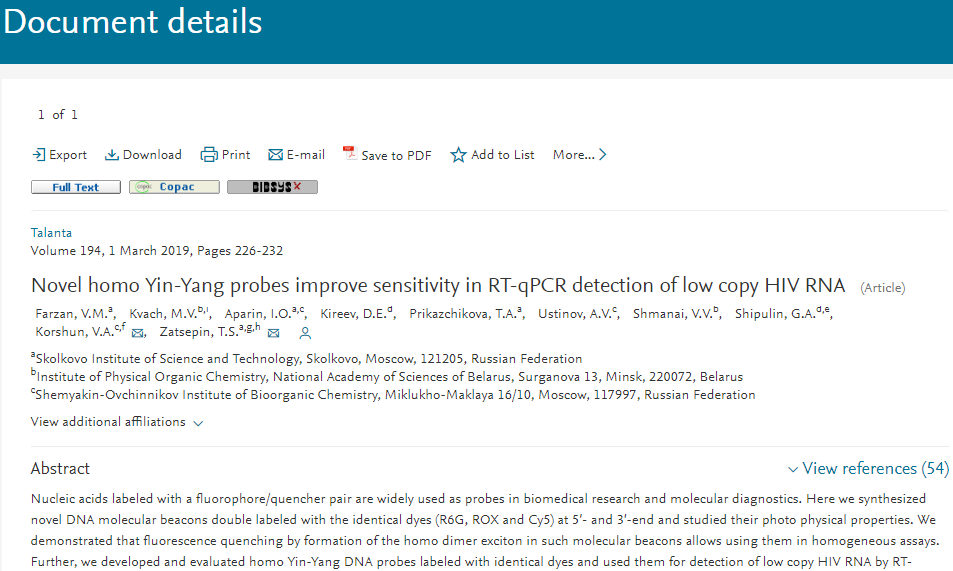 Document details
1 of 1
Export Download Print E-mail Save to PDF Add to List More...
Full Text copac Copac BIBSYS X
Talanta
Volume 194, 1 March 2019, Pages 226-232
Novel homo Yin-Yang probes improve sensitivity in RT-qPCR detection of low copy HIV RNA (Article)
Farzan, V.M.a, Kvach, M.V.b,i, Aparin, I.O.a,c, Kireev, D.E.d, Prikazchikova, T.A.a, Ustinov, A.V.c, Shmanai, V.V.b, Shipulin, G.A.d,e,
Korshun, V.A.c,f , Zatsepin, T.S.a,g,h
aSkolkovo Institute of Science and Technology, Skolkovo, Moscow, 121205, Russian Federation
bInstitute of Physical Organic Chemistry, National Academy of Sciences of Belarus, Surganova 13, Minsk, 220072, Belarus
cShemyakin-Ovchinnikov Institute of Bioorganic Chemistry, Miklukho-Maklaya 16/10, Moscow, 117997, Russian Federation
View additional affiliations
Abstract View references (54)
Nucleic acids labeled with a fluorophore/quencher pair are widely used as probes in biomedical research and molecular diagnostics. Here we synthesized
novel DNA molecular beacons double labeled with the identical dyes (R6G, ROX and Cy5) at 5′- and 3′-end and studied their photo physical properties. We
demonstrated that fluorescence quenching by formation of the homo dimer exciton in such molecular beacons allows using them in homogeneous assays.
Further, we developed and evaluated homo Yin-Yang DNA probes labeled with identical dyes and used them for detection of low copy HIV RNA by RT-